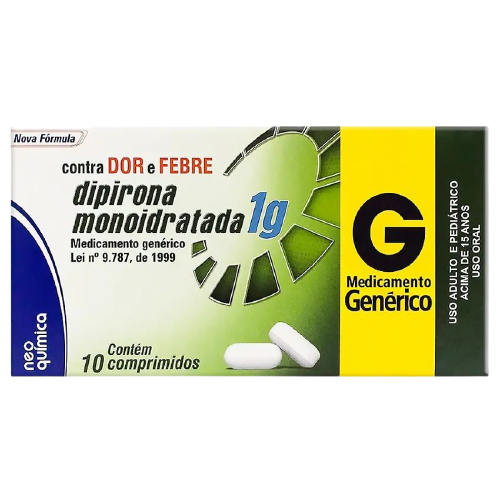 Nova Fórmula
contra DOR e FEBRE
dipirona
monoidratada 1g
Medicamento genérico
Lei nº 9.787, de 1999
Contém
10 comprimidos
neo
química
G
Medicamento
Genérico
USO ADULTO E PEDIÁTRICO
ACIMA DE 15 ANOS
USO ORAL